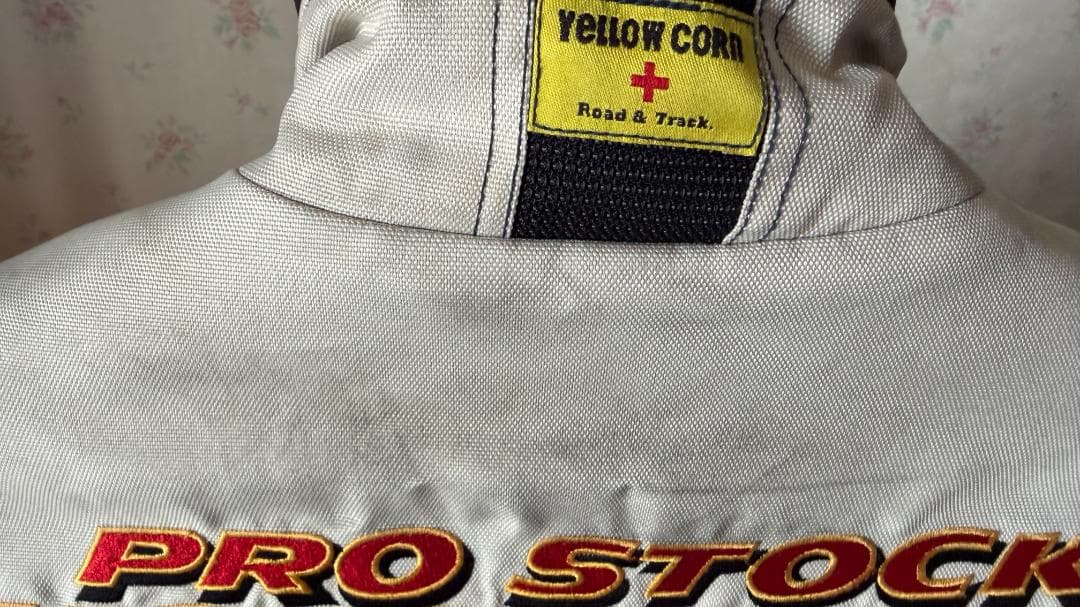 YELLOW CORN
Road & Track.
PRO STOCK